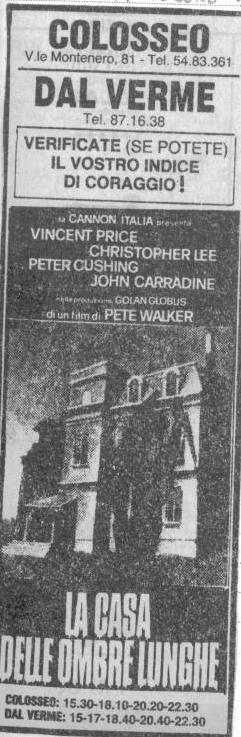 COLOSSEO
V.le Montenero, 81 - Tel. 54.83.361
DAL VERME
Tel. 87.16.38
VERIFICATE (SE POTETE)
IL VOSTRO INDICE
DI CORAGGIO!
la CANNON ITALIA presenta
VINCENT PRICE
CHRISTOPHER LEE
PETER CUSHING
JOHN CARRADINE
nella produzione GOLAN GLOBUS
di un film di PETE WALKER
LA CASA
DELLE OMBRE LUNGHE
COLOSSEO: 15.30-18.10-20.20-22.30
DAL VERME: 15-17-18.40-20.40-22.30